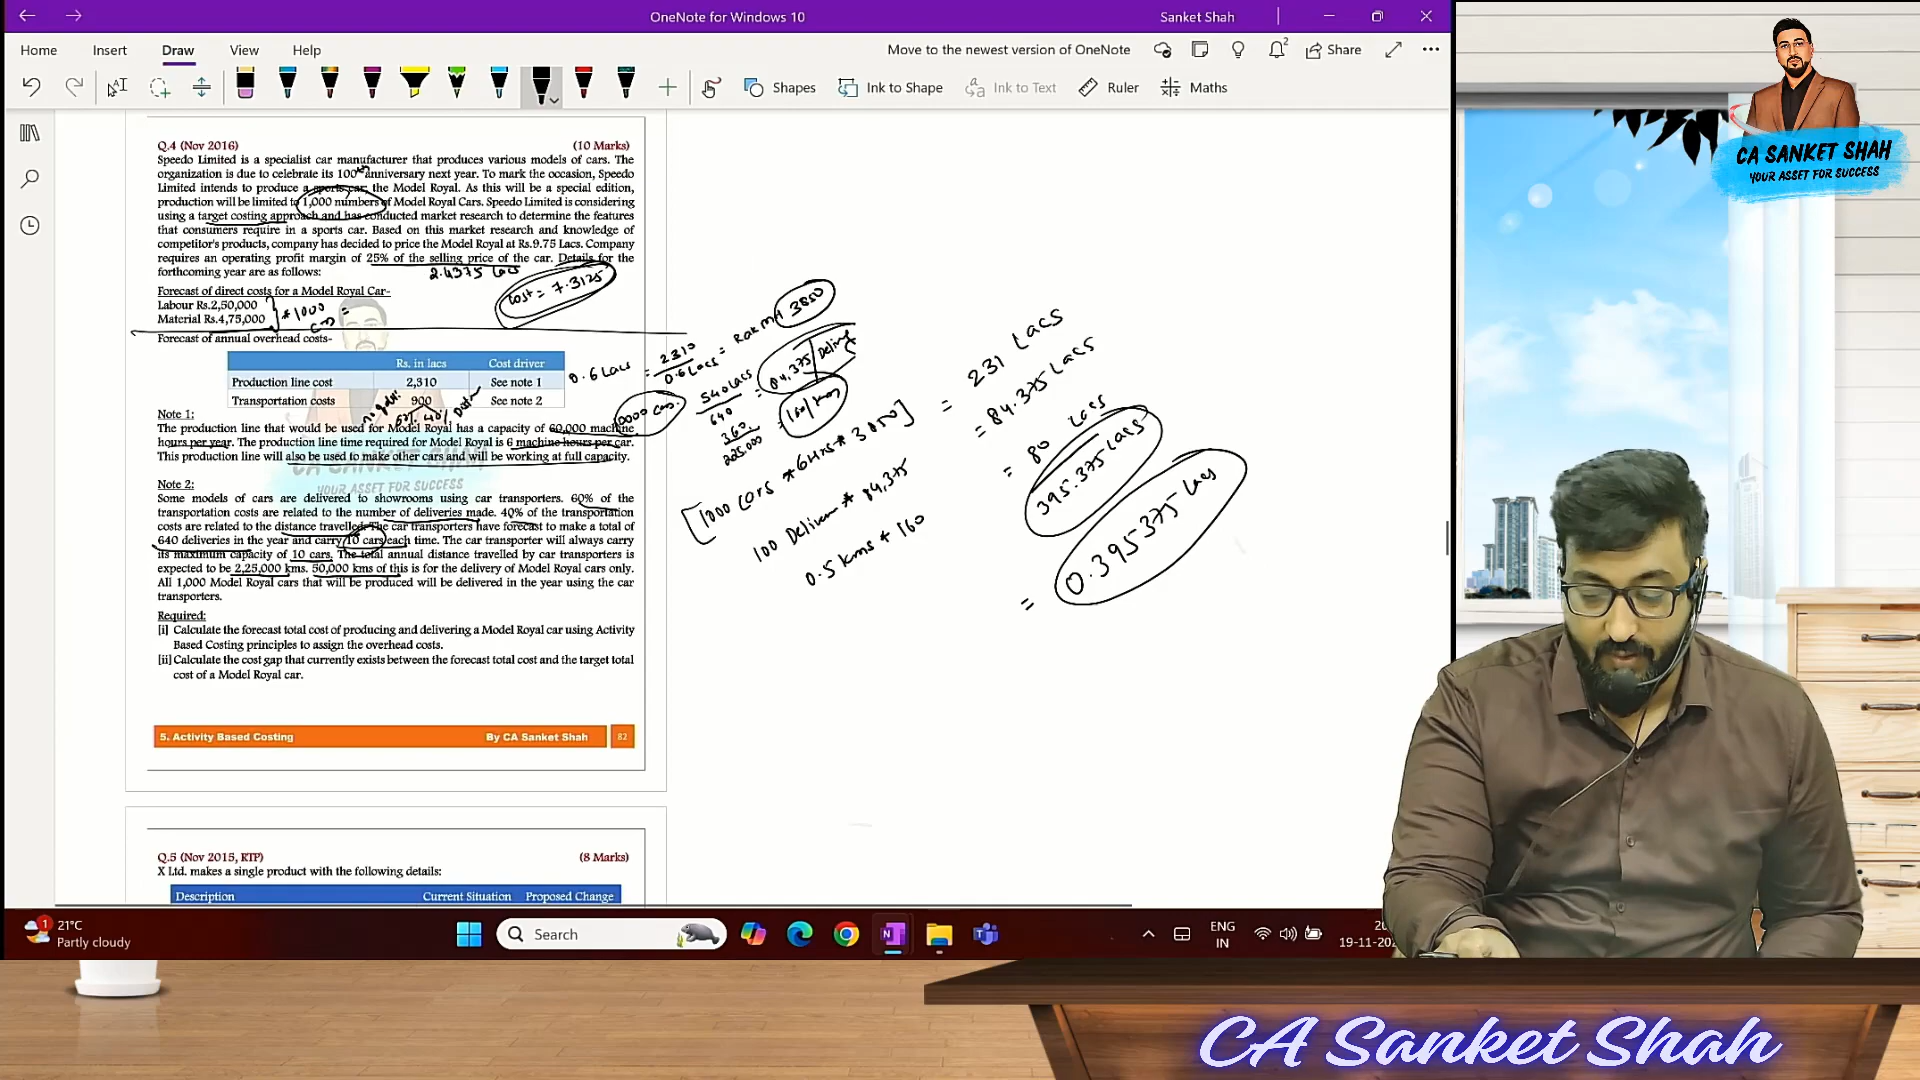 OneNote for Windows 10
Sanket Shah
Home Insert Draw View Help
Move to the newest version of OneNote
2
Share
Shapes
Ink to Shape
Ink to Text
Ruler
Maths
CA SANKET SHAH
YOUR ASSET FOR SUCCESS
Q.4 (Nov 2016) (10 Marks)
Speedo Limited is a specialist car manufacturer that produces various models of cars. The
organization is due to celebrate its 100th anniversary next year. To mark the occasion, Speedo
Limited intends to produce a sports car, the Model Royal. As this will be a special edition,
production will be limited to 1,000 numbers of Model Royal Cars. Speedo Limited is considering
using a target costing approach and has conducted market research to determine the features
that consumers require in a sports car. Based on this market research and knowledge of
competitor's products, company has decided to price the Model Royal at Rs.9.75 Lacs. Company
requires an operating profit margin of 25% of the selling price of the car. Details for the
forthcoming year are as follows:
2.4375 Lacs
Cost = 7.3125
Forecast of direct costs for a Model Royal Car-
Labour Rs.2,50,000
Material Rs.4,75,000
* 1000 =
Forecast of annual overhead costs-
Rs. in lacs Cost driver
Production line cost 2,310 See note 1
Transportation costs 900 See note 2
60% 40%
Note 1:
The production line that would be used for Model Royal has a capacity of 60,000 machine
hours per year. The production line time required for Model Royal is 6 machine hours per car.
This production line will also be used to make other cars and will be working at full capacity.
CA SANKET SHAH
YOUR ASSET FOR SUCCESS
Note 2:
Some models of cars are delivered to showrooms using car transporters. 60% of the
transportation costs are related to the number of deliveries made. 40% of the transportation
costs are related to the distance travelled. The car transporters have forecast to make a total of
640 deliveries in the year and carry 10 cars each time. The car transporter will always carry
its maximum capacity of 10 cars. The total annual distance travelled by car transporters is
expected to be 2,25,000 kms. 50,000 kms of this is for the delivery of Model Royal cars only.
All 1,000 Model Royal cars that will be produced will be delivered in the year using the car
transporters.
Required:
[i] Calculate the forecast total cost of producing and delivering a Model Royal car using Activity
Based Costing principles to assign the overhead costs.
[ii] Calculate the cost gap that currently exists between the forecast total cost and the target total
cost of a Model Royal car.
5. Activity Based Costing By CA Sanket Shah 82
0.6 Lacs = 2310 / 0.6 Lacs = 3850
540 Lacs / 640 = 84,375 /
360 / 225,000 = 160/km
[1000 cars * 6 Hrs * 3850] = 231 Lacs
100 Deliver * 84,375 = 84.375 Lacs
0.5 kms * 160 = 80 Lacs
395.375 Lacs
= 0.395375 Lacs
Q.5 (Nov 2015, RTP) (8 Marks)
X Ltd. makes a single product with the following details:
Description Current Situation Proposed Change
1
21°C
Partly cloudy
Search
ENG
IN
CA Sanket Shah